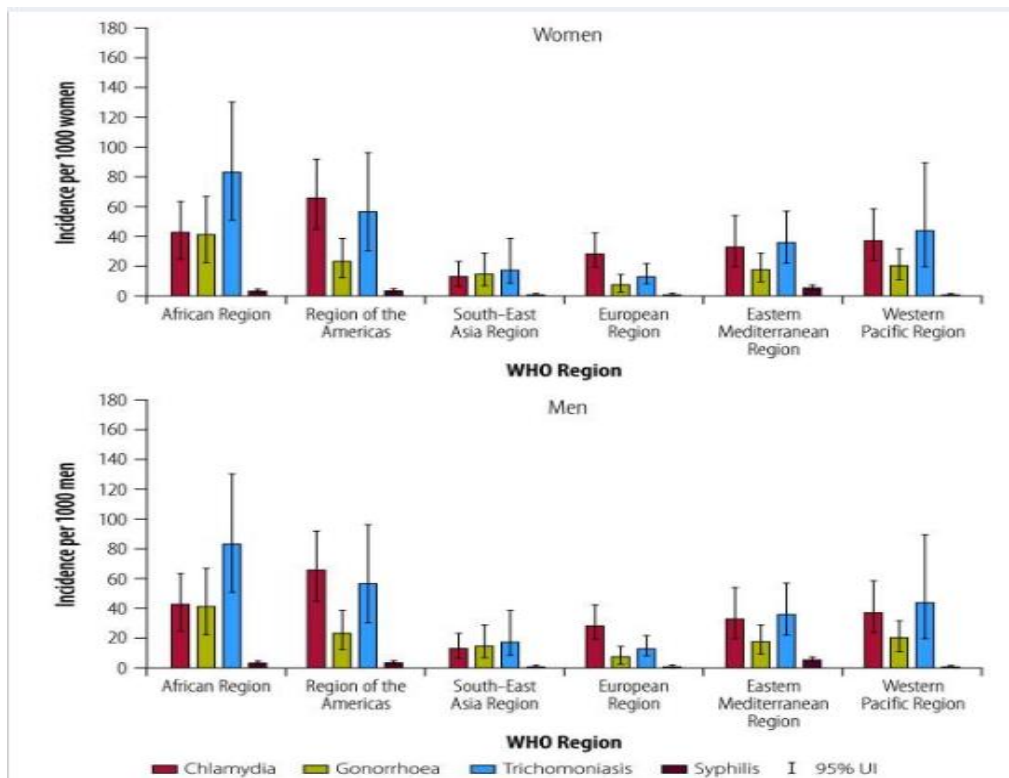 Women
Incidence per 1000 women
180
160
140
120
100
80
60
40
20
0
African Region
Region of the
Americas
South–East
Asia Region
European
Region
Eastern
Mediterranean
Region
Western
Pacific Region
WHO Region
Men
Incidence per 1000 men
180
160
140
120
100
80
60
40
20
0
African Region
Region of the
Americas
South–East
Asia Region
European
Region
Eastern
Mediterranean
Region
Western
Pacific Region
WHO Region
Chlamydia Gonorrhoea Trichomoniasis Syphilis 95% UI